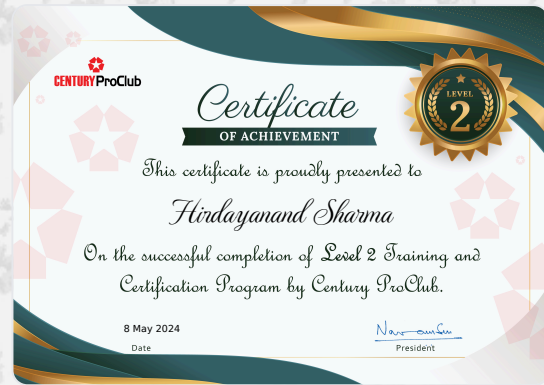 CENTURY ProClub
Certificate
OF ACHIEVEMENT
LEVEL
2
This certificate is proudly presented to
Hirdayanand Sharma
On the successful completion of Level 2 Training and
Certification Program by Century ProClub.
8 May 2024
Date
President